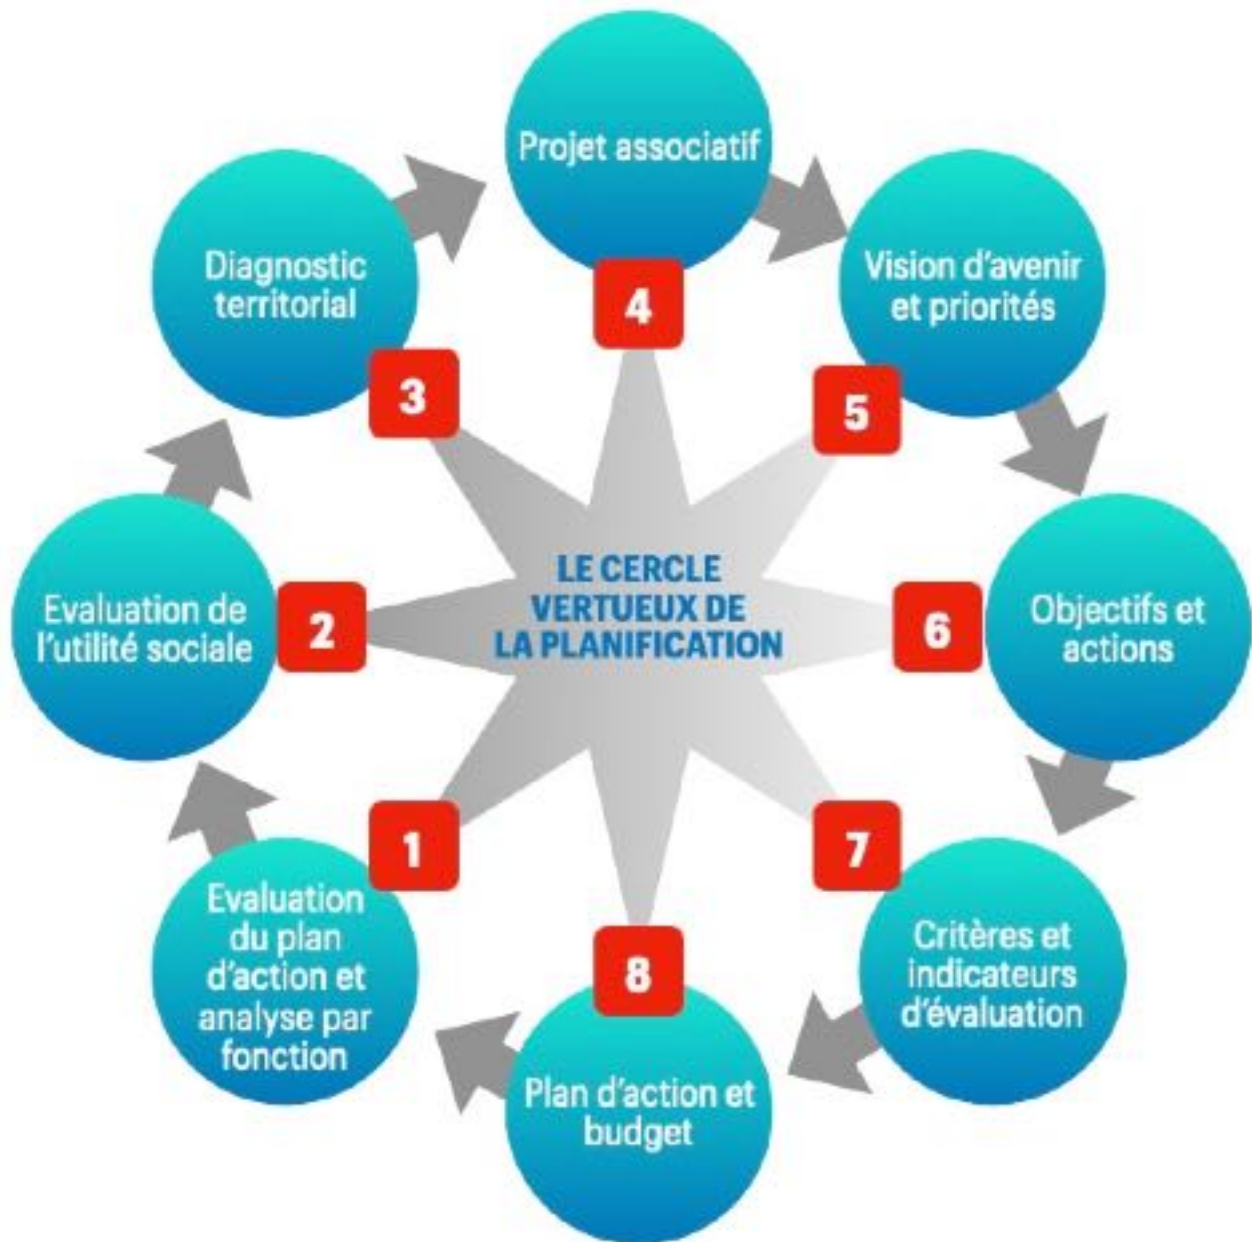 Projet associatif
4
Vision d'avenir
et priorités
5
Objectifs et
actions
6
Critères et
indicateurs
d'évaluation
7
Plan d'action et
budget
8
Evaluation
du plan
d'action et
analyse par
fonction
1
Evaluation de
l'utilité sociale
2
Diagnostic
territorial
3
LE CERCLE
VERTUEUX DE
LA PLANIFICATION